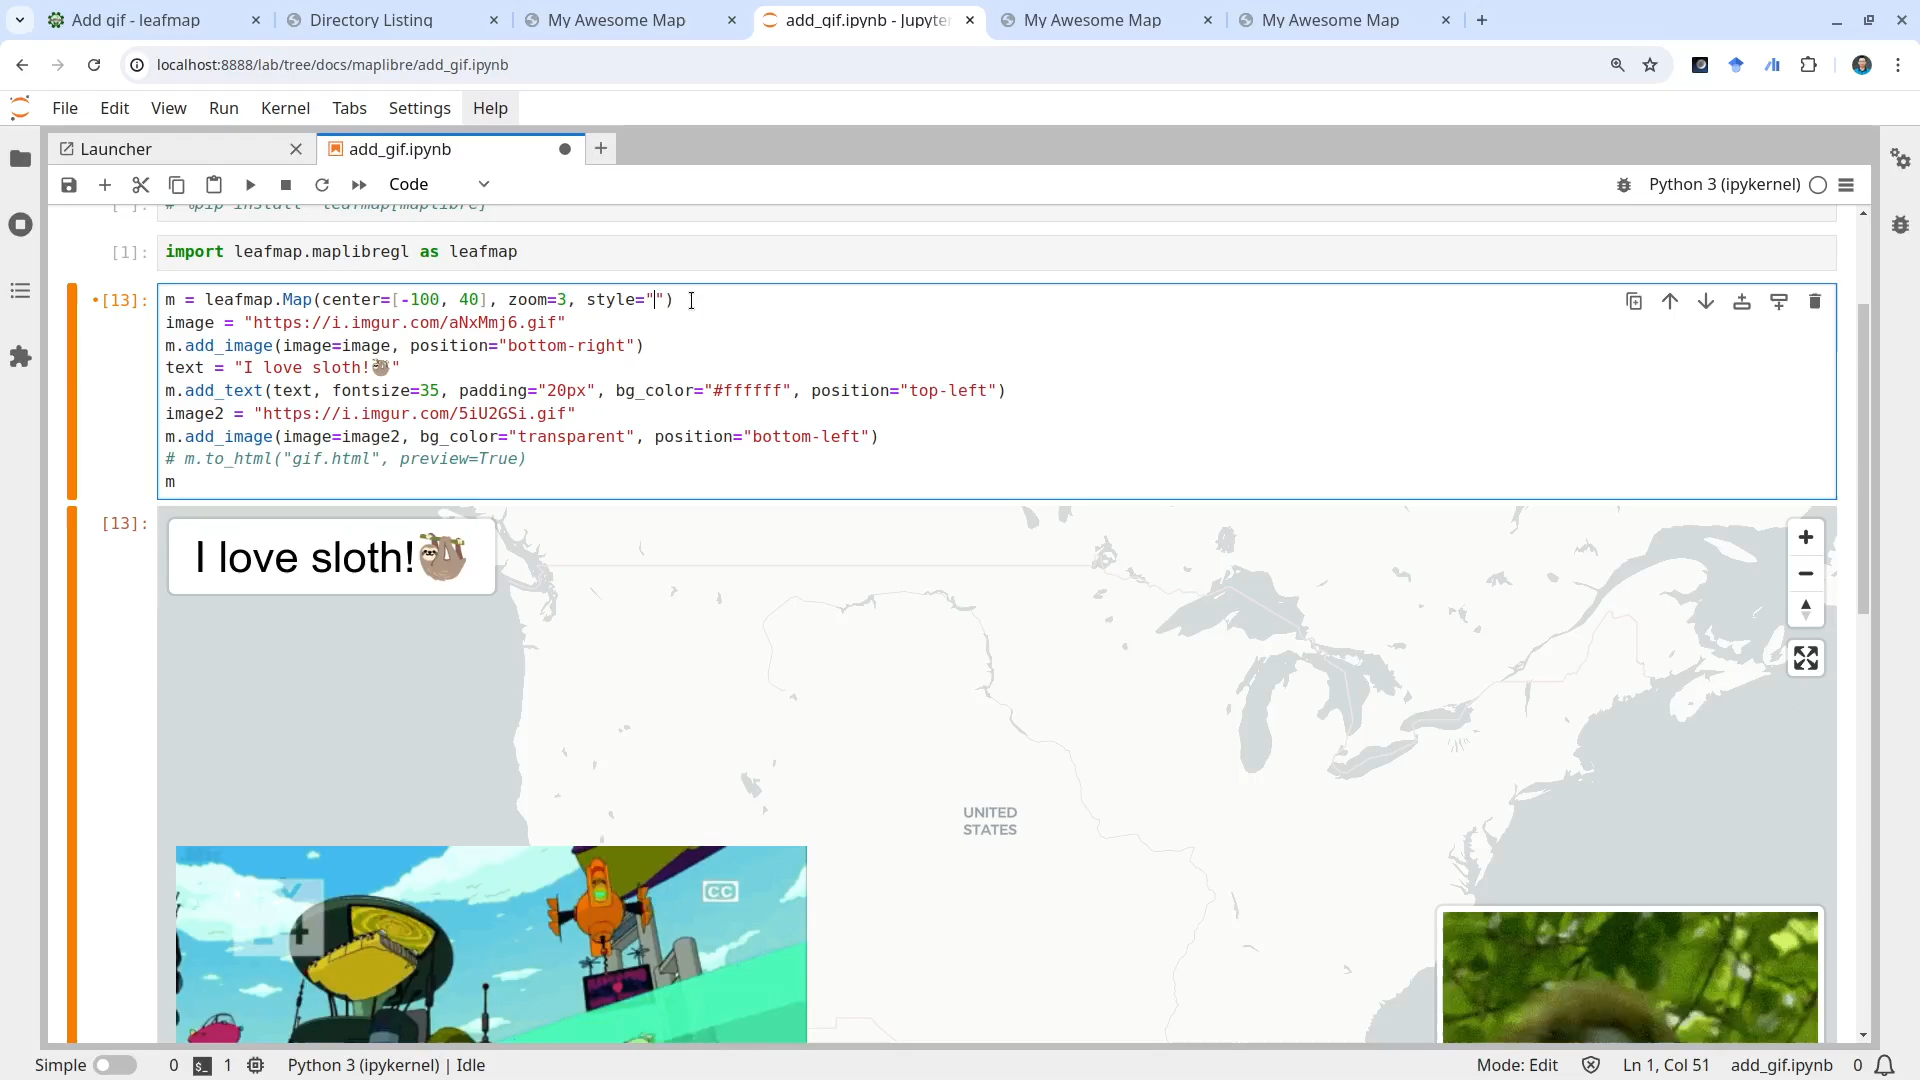 Add gif - leafmap
Directory Listing
My Awesome Map
add_gif.ipynb - Jupyte
My Awesome Map
My Awesome Map
localhost:8888/lab/tree/docs/maplibre/add_gif.ipynb
File Edit View Run Kernel Tabs Settings Help
Launcher
add_gif.ipynb
Code
Python 3 (ipykernel)
[ ]: # %pip install "leafmap[maplibre]"
[1]: import leafmap.maplibregl as leafmap
•[13]: m = leafmap.Map(center=[-100, 40], zoom=3, style="")
image = "https://i.imgur.com/aNxMmj6.gif"
m.add_image(image=image, position="bottom-right")
text = "I love sloth!🦥"
m.add_text(text, fontsize=35, padding="20px", bg_color="#ffffff", position="top-left")
image2 = "https://i.imgur.com/5iU2GSi.gif"
m.add_image(image=image2, bg_color="transparent", position="bottom-left")
# m.to_html("gif.html", preview=True)
m
[13]:
I love sloth!🦥
UNITED
STATES
CC
Simple 0 1 Python 3 (ipykernel) | Idle Mode: Edit Ln 1, Col 51 add_gif.ipynb 0